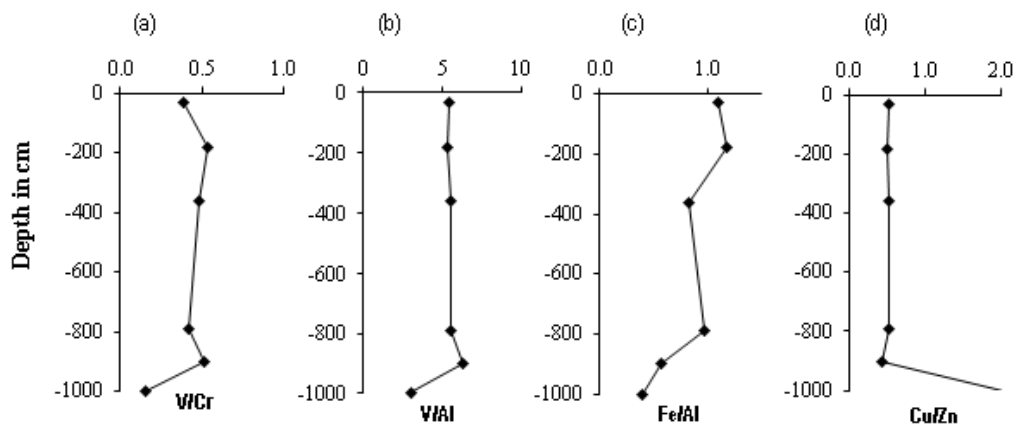 (a) (b) (c) (d)
0.0 0.5 1.0 0 5 10 0.0 1.0 0.0 1.0 2.0
0 0 0 0
-200 -200 -200 -200
-400 -400 -400 -400
-600 -600 -600 -600
-800 -800 -800 -800
-1000 -1000 -1000 -1000
Depth in cm
V/Cr V/Al Fe/Al Cu/Zn